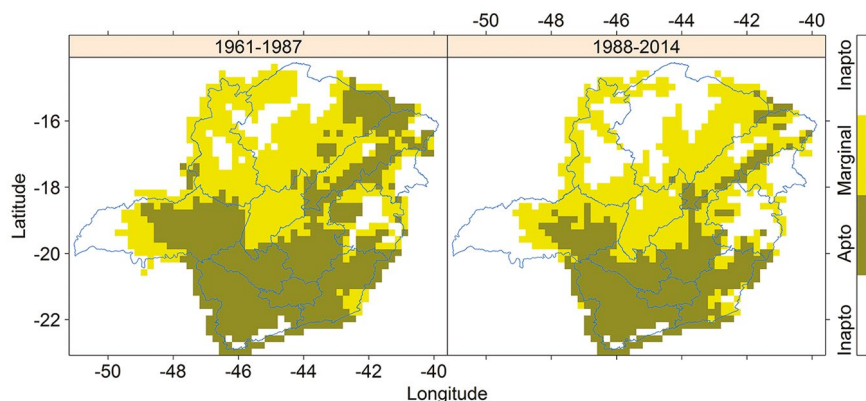 -50 -48 -46 -44 -42 -40
1961-1987
1988-2014
Latitude
-16
-18
-20
-22
-50 -48 -46 -44 -42 -40
Longitude
Inapto
Marginal
Apto
Inapto